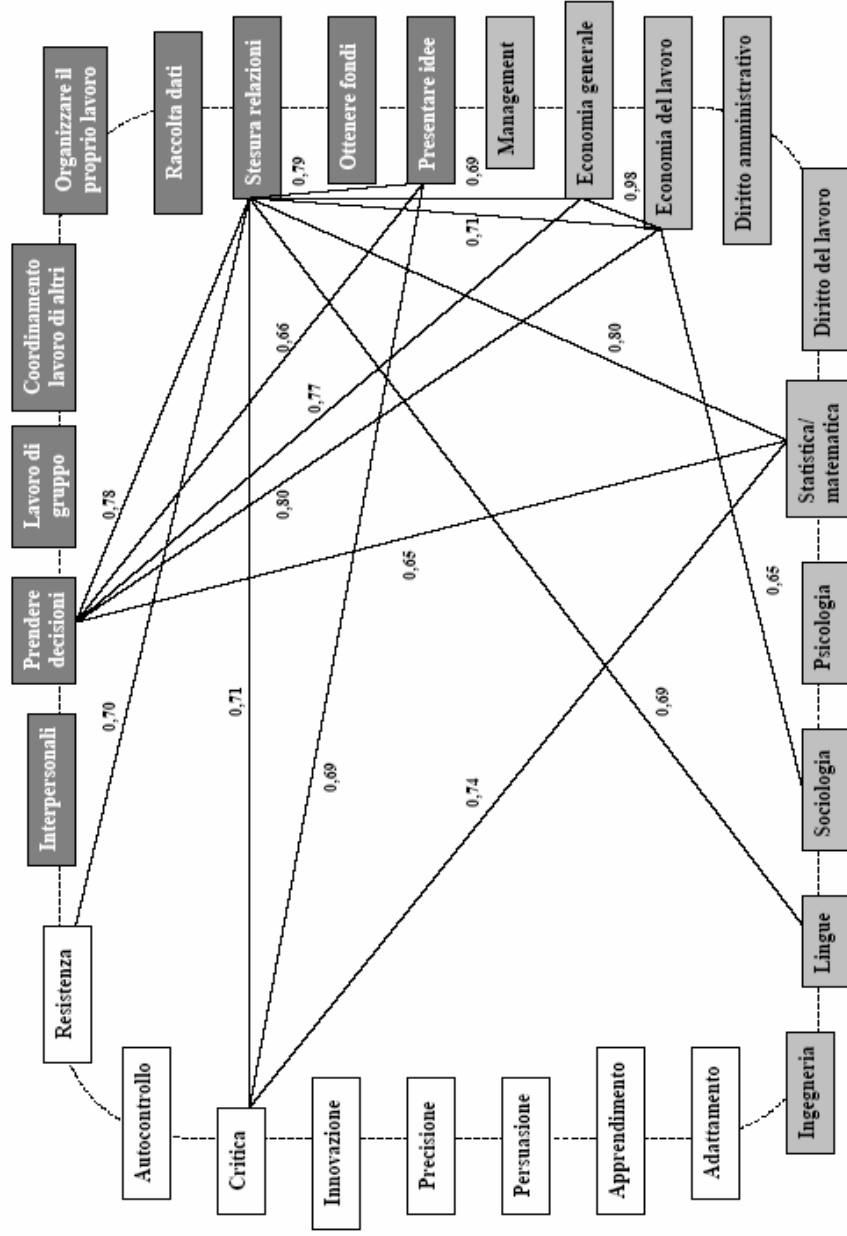 Resistenza
Interpersonali
Prendere
decisioni
Lavoro di
gruppo
Coordinamento
lavoro di altri
Organizzare il
proprio lavoro
Raccolta dati
Stesura relazioni
Ottenere fondi
Presentare idee
Management
Economia generale
Economia del lavoro
Diritto amministrativo
Diritto del lavoro
Statistica/
matematica
Psicologia
Sociologia
Lingue
Ingegneria
Adattamento
Apprendimento
Persuasione
Precisione
Innovazione
Critica
Autocontrollo
0,70
0,78
0,71
0,66
0,79
0,69
0,77
0,80
0,71
0,98
0,69
0,65
0,80
0,74
0,69
0,65